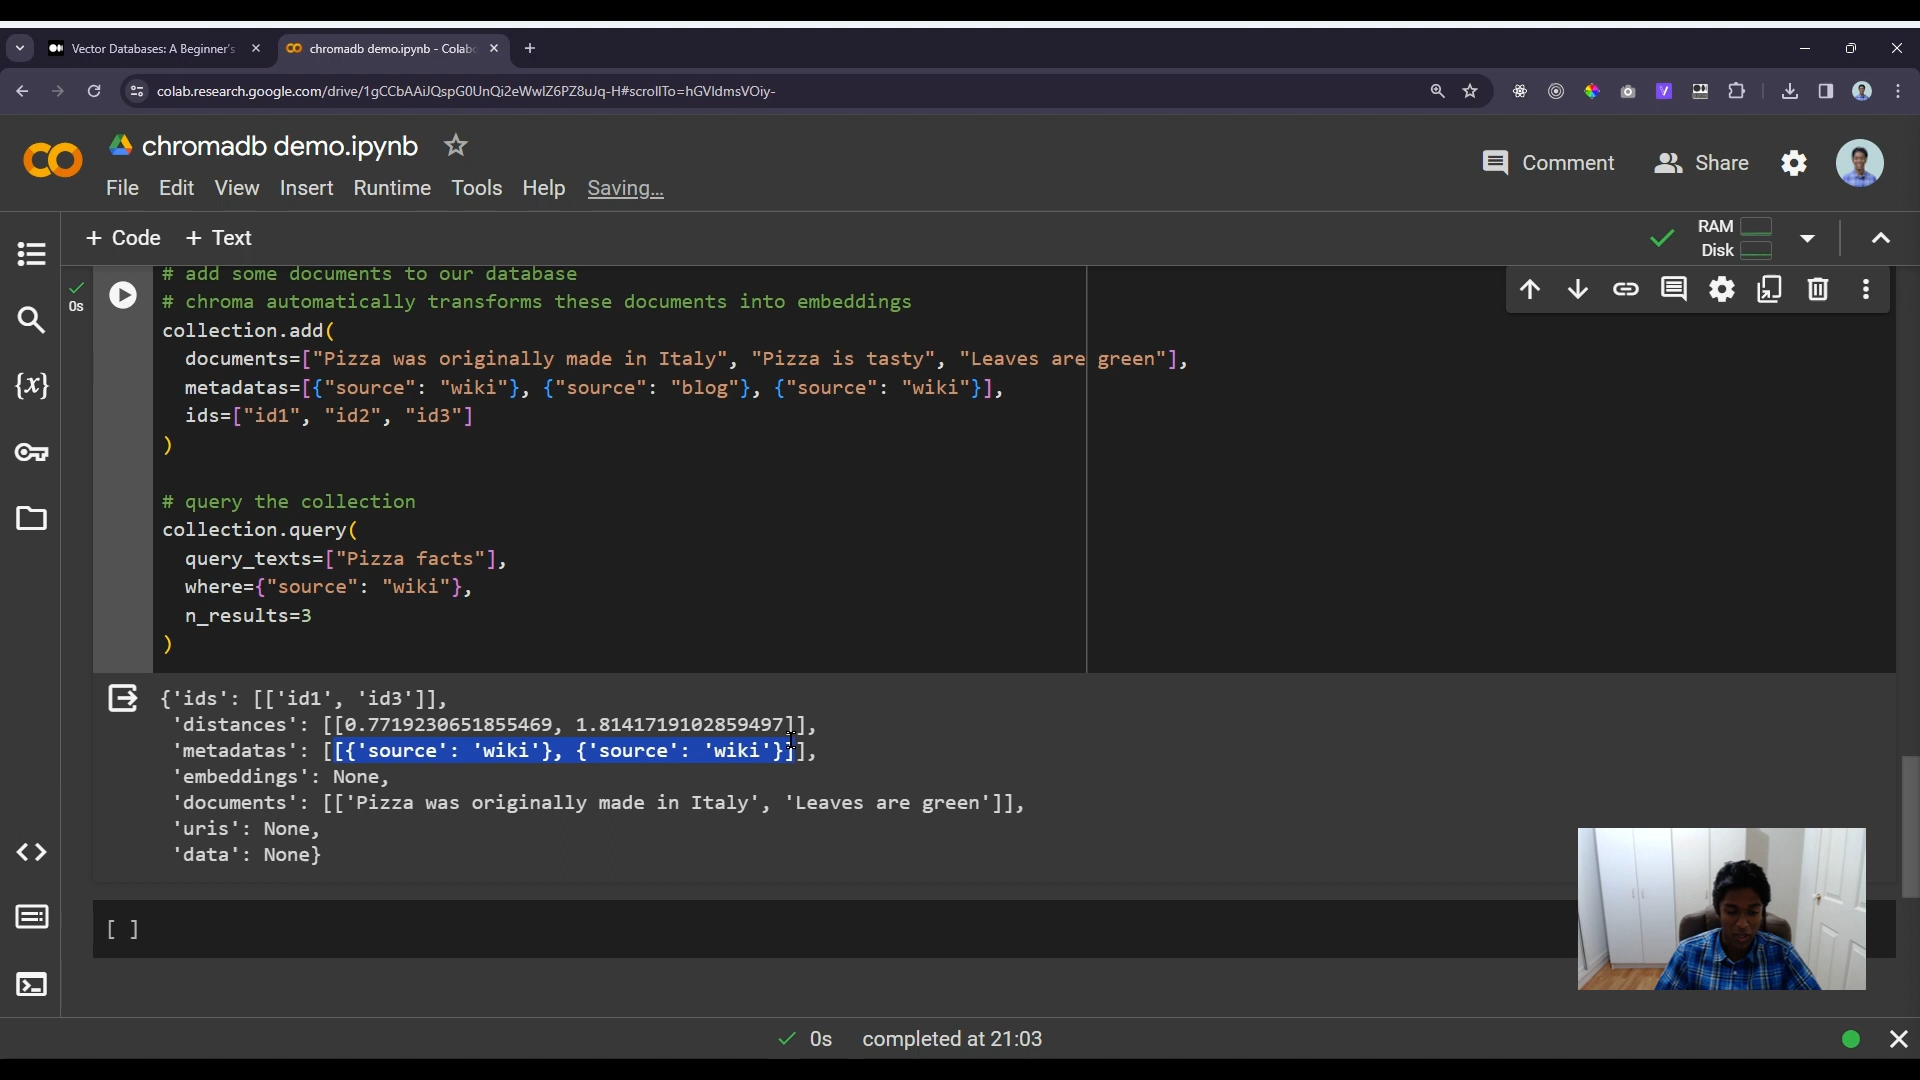 Vector Databases: A Beginner's
chromadb demo.ipynb - Colab
colab.research.google.com/drive/1gCCbAAiJQspG0UnQi2eWwIZ6PZ8uJq-H#scrollTo=hGVIdmsVOiy-
chromadb demo.ipynb
Comment
Share
File Edit View Insert Runtime Tools Help Saving...
+ Code + Text
RAM
Disk
0s
# add some documents to our database
# chroma automatically transforms these documents into embeddings
collection.add(
documents=["Pizza was originally made in Italy", "Pizza is tasty", "Leaves are green"],
metadatas=[{"source": "wiki"}, {"source": "blog"}, {"source": "wiki"}],
ids=["id1", "id2", "id3"]
)
# query the collection
collection.query(
query_texts=["Pizza facts"],
where={"source": "wiki"},
n_results=3
)
{'ids': [['id1', 'id3']],
'distances': [[0.7719230651855469, 1.8141719102859497]],
'metadatas': [[{'source': 'wiki'}, {'source': 'wiki'}]],
'embeddings': None,
'documents': [['Pizza was originally made in Italy', 'Leaves are green']],
'uris': None,
'data': None}
[ ]
0s completed at 21:03